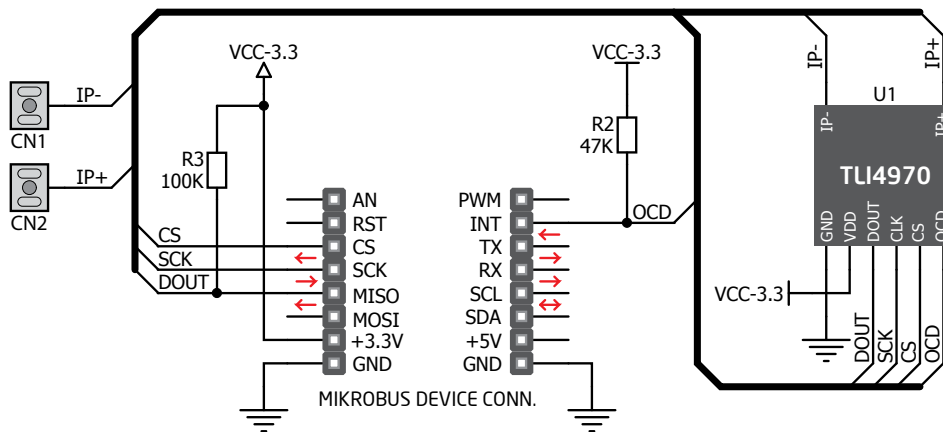 VCC-3.3
VCC-3.3
IP-
IP+
IP-
CN1
U1
R2
47K
IP-
IP+
R3
100K
IP+
CN2
TLI4970
AN
PWM
RST
INT
OCD
CS
CS
TX
GND
VDD
DOUT
CLK
CS
OCD
SCK
SCK
RX
DOUT
MISO
SCL
VCC-3.3
MOSI
SDA
+3.3V
+5V
DOUT
SCK
CS
OCD
GND
GND
MIKROBUS DEVICE CONN.